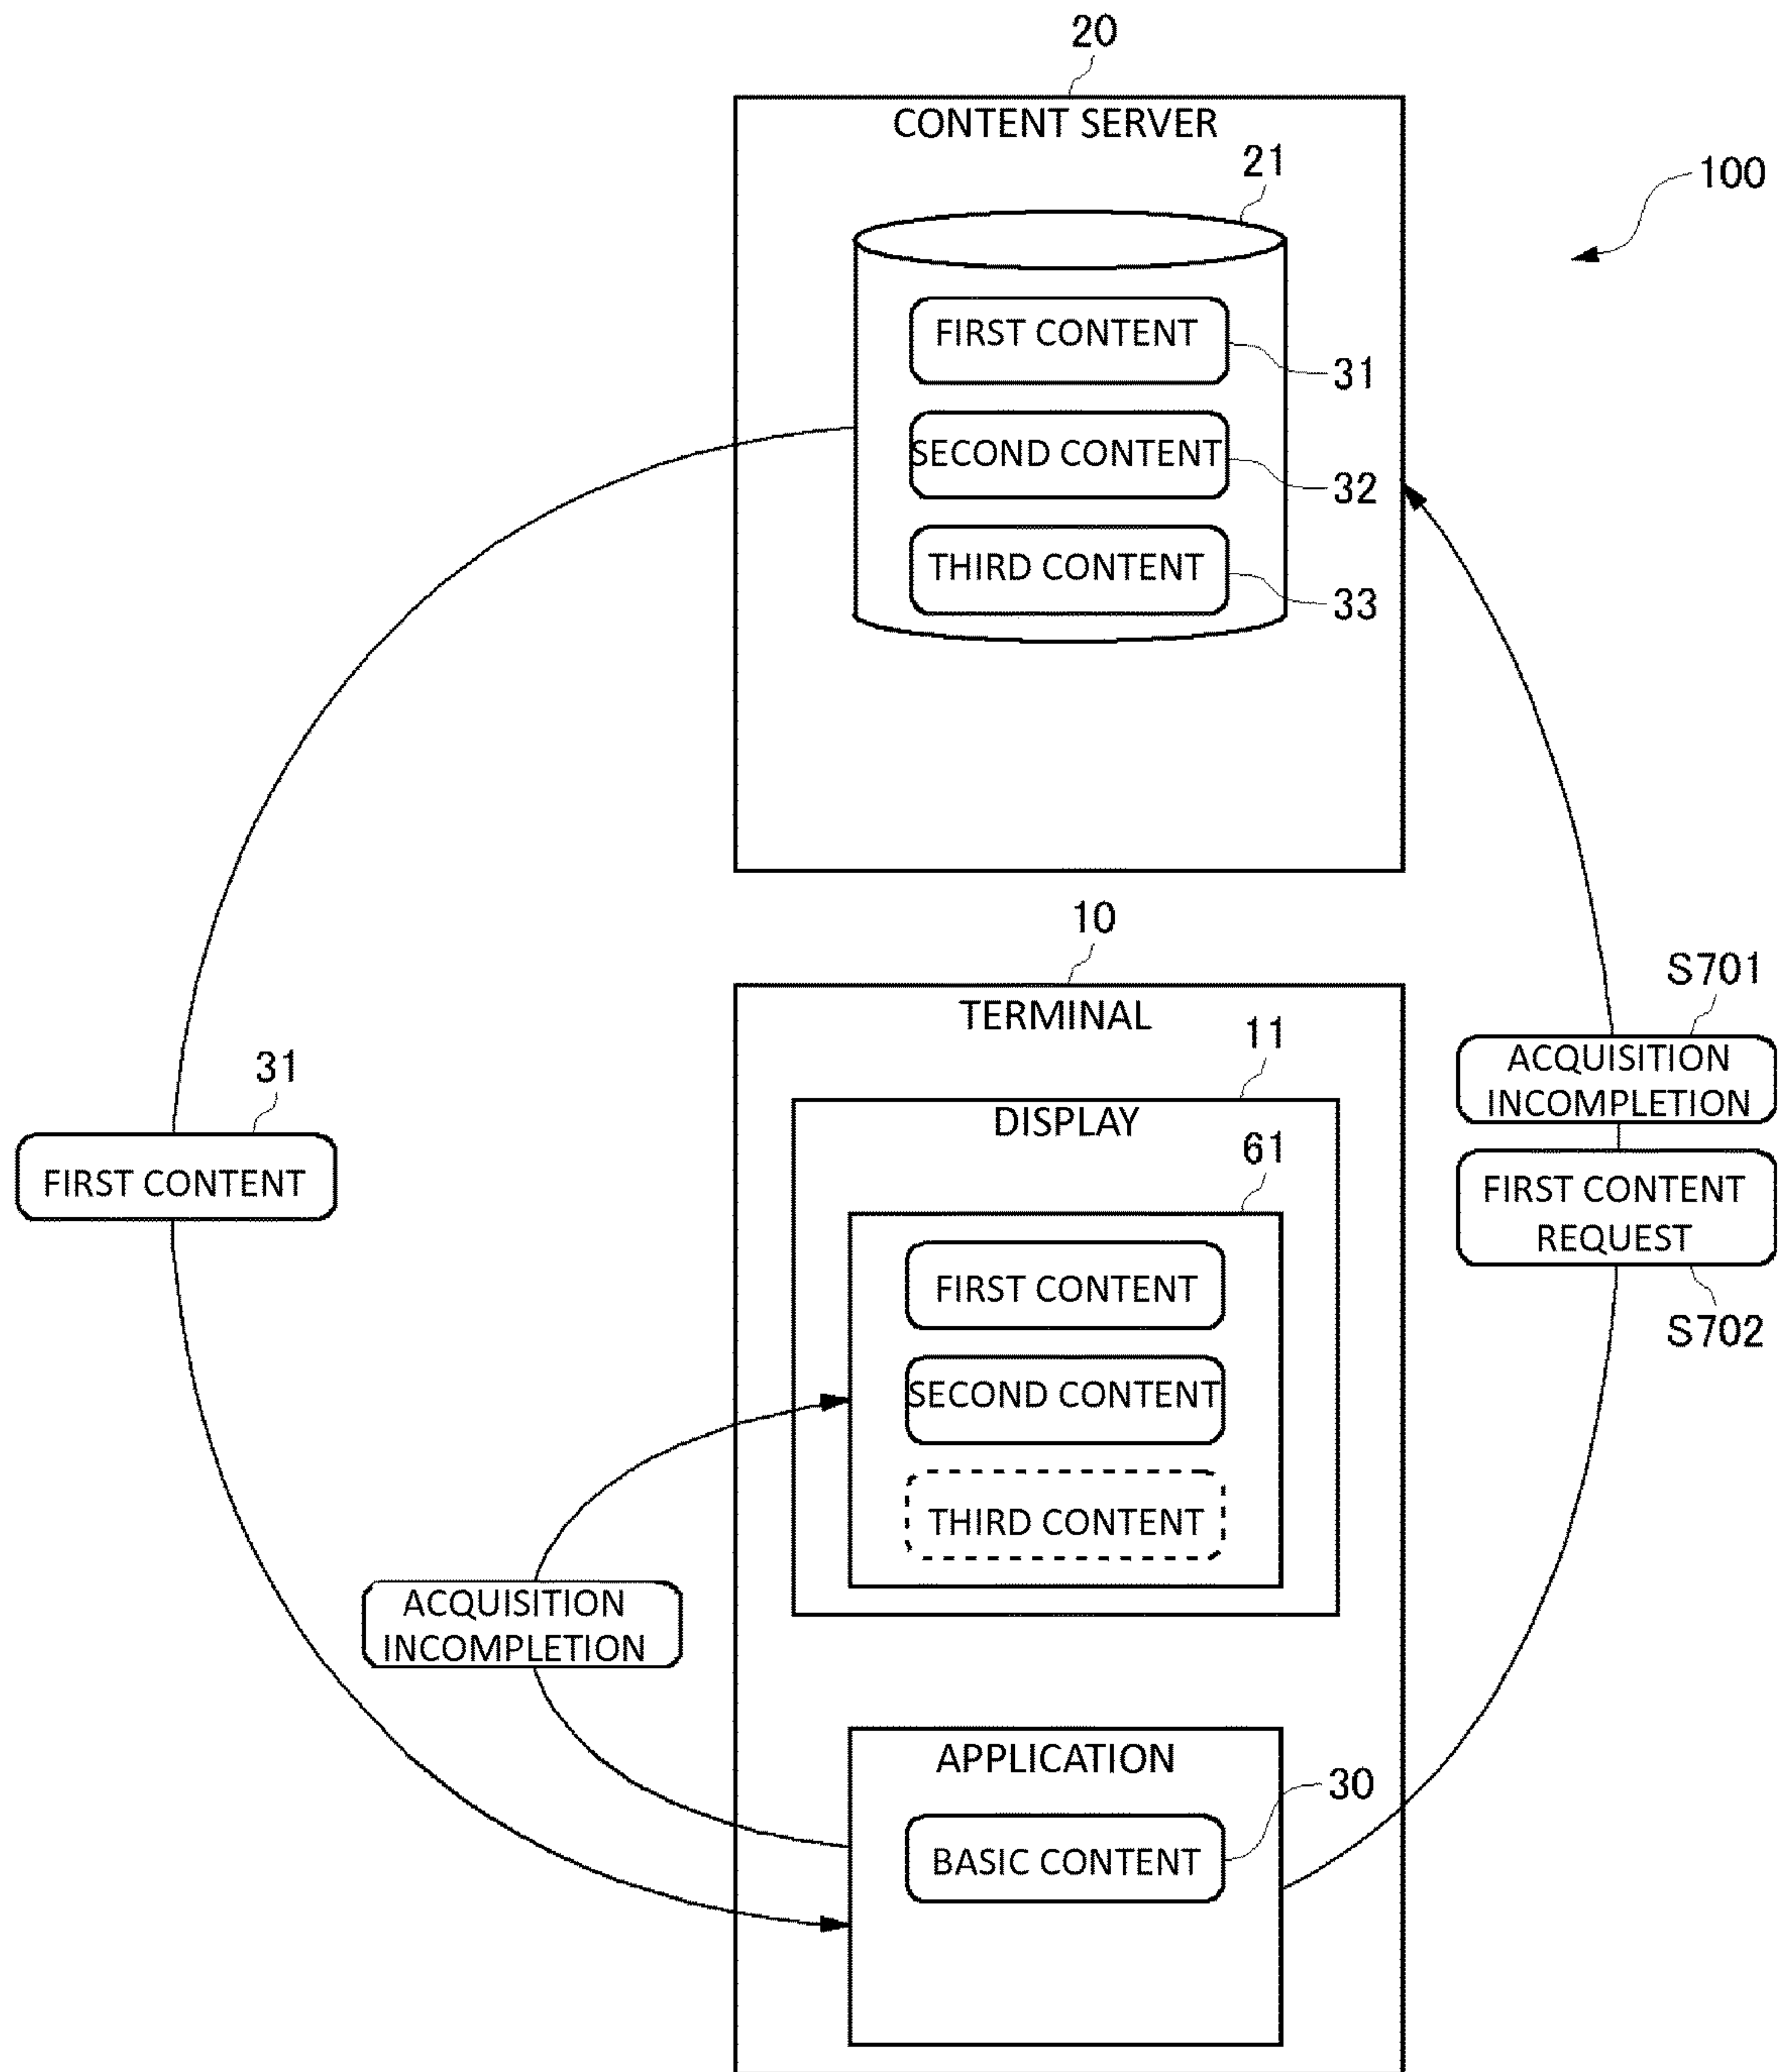 20
CONTENT SERVER
21
100
FIRST CONTENT
31
SECOND CONTENT
32
THIRD CONTENT
33
10
TERMINAL
S701
11
ACQUISITION
INCOMPLETION
31
DISPLAY
61
FIRST CONTENT
FIRST CONTENT
REQUEST
S702
FIRST CONTENT
SECOND CONTENT
THIRD CONTENT
ACQUISITION
INCOMPLETION
APPLICATION
30
BASIC CONTENT